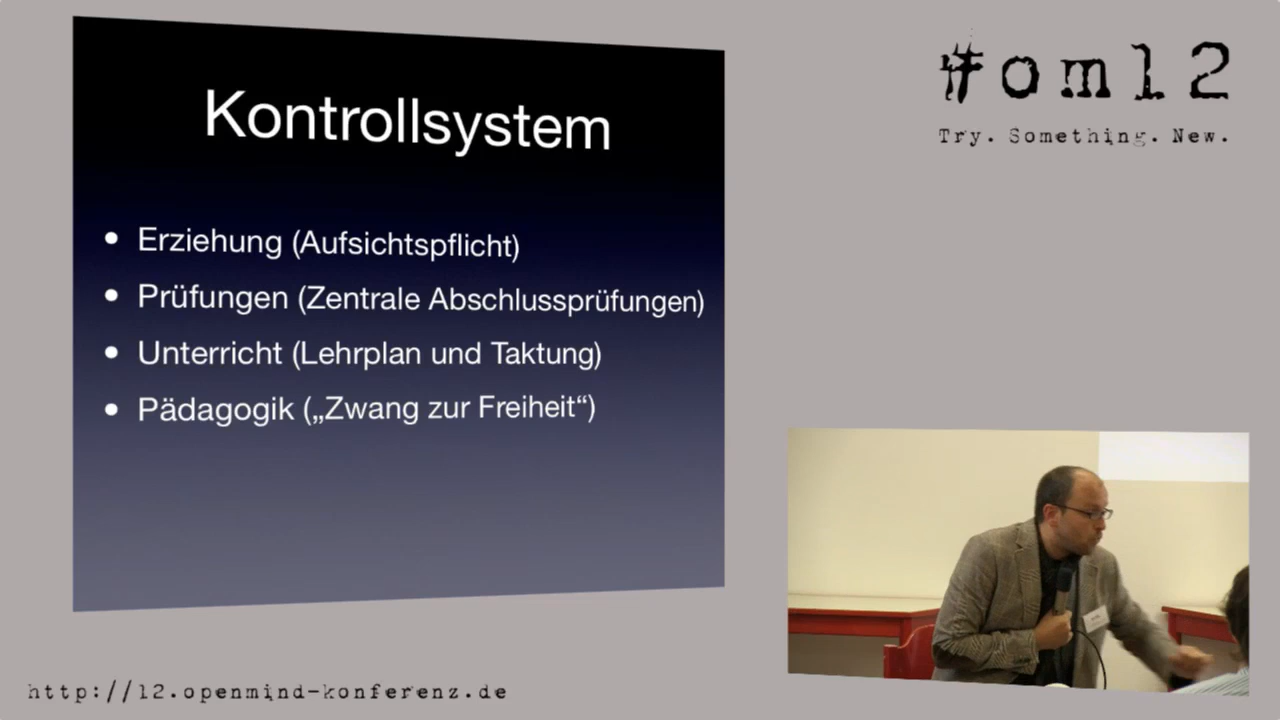 Kontrollsystem
• Erziehung (Aufsichtspflicht)
• Prüfungen (Zentrale Abschlussprüfungen)
• Unterricht (Lehrplan und Taktung)
• Pädagogik („Zwang zur Freiheit“)
#om12
Try. Something. New.
http://12.openmind-konferenz.de